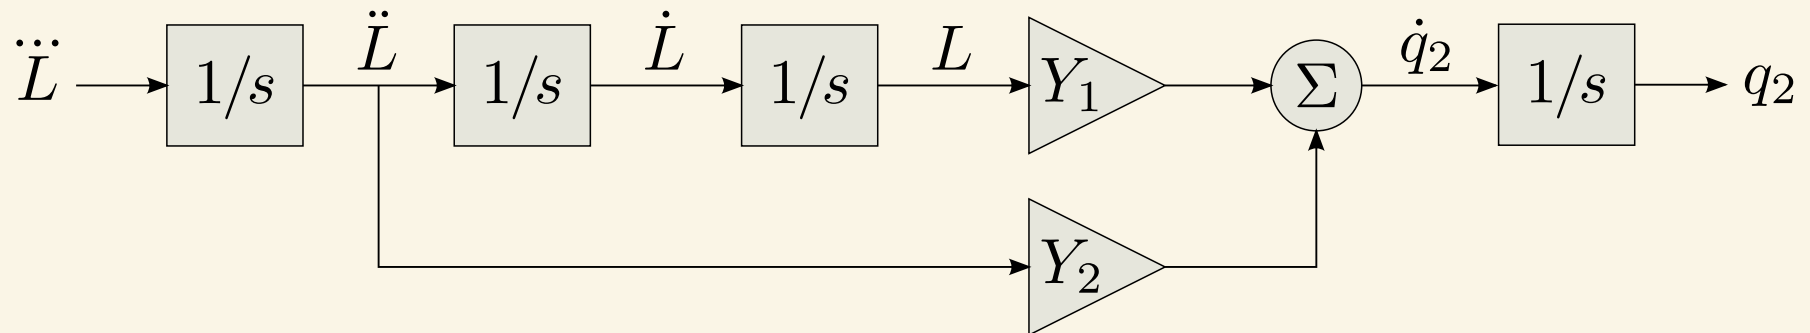 L⃛ 1/s L̈ 1/s L̇ 1/s L Y₁ Σ q̇₂ 1/s q₂
Y₂